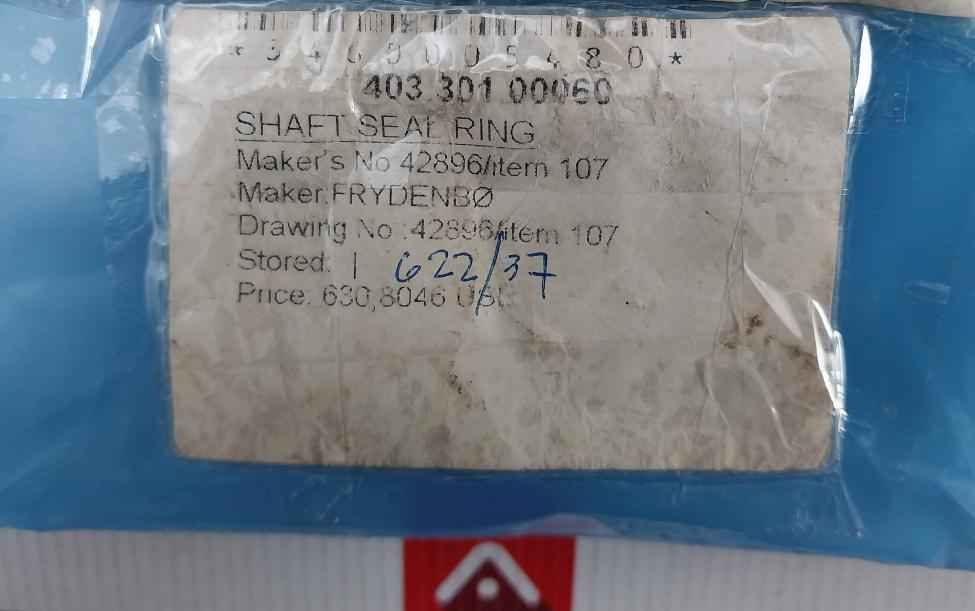 403.301.00060
SHAFT SEAL RING
Maker's No 42896/item 107
Maker:FRYDENBØ
Drawing No :42896/item 107
Stored: | 622/37
Price: 630,8046